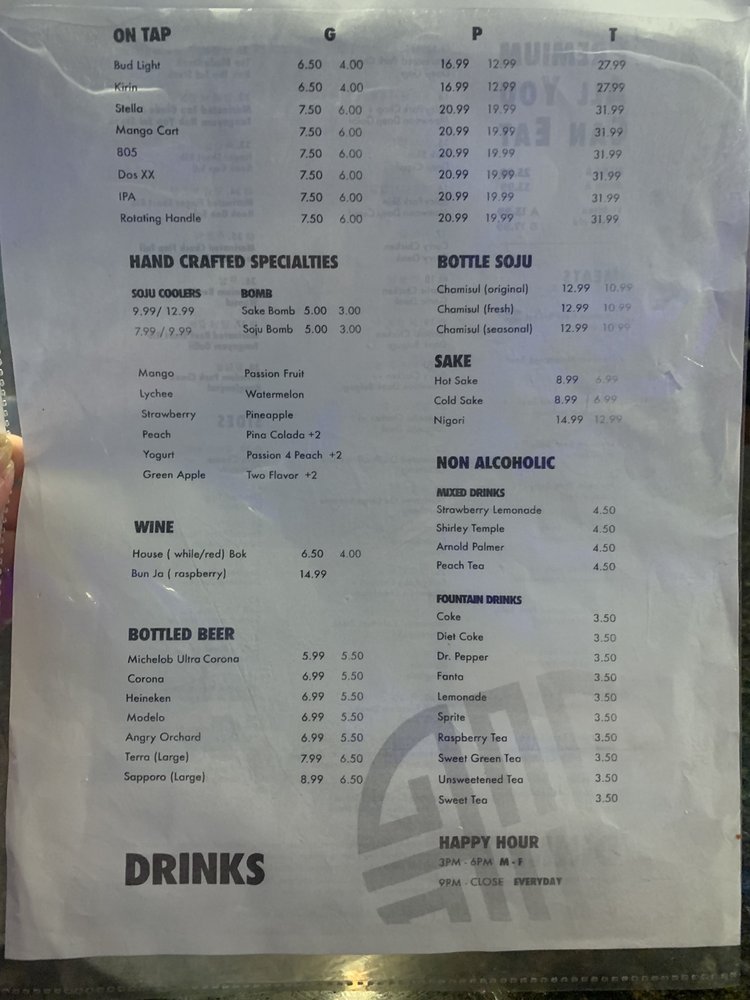 ON TAP G P T
Bud Light 6.50 4.00 16.99 12.99 27.99
Kirin 6.50 4.00 16.99 12.99 27.99
Stella 7.50 6.00 20.99 19.99 31.99
Mango Cart 7.50 6.00 20.99 19.99 31.99
805 7.50 6.00 20.99 19.99 31.99
Dos XX 7.50 6.00 20.99 19.99 31.99
IPA 7.50 6.00 20.99 19.99 31.99
Rotating Handle 7.50 6.00 20.99 19.99 31.99
HAND CRAFTED SPECIALTIES
SOJU COOLERS BOMB
9.99/ 12.99 Sake Bomb 5.00 3.00
7.99 / 9.99 Soju Bomb 5.00 3.00
Mango Passion Fruit
Lychee Watermelon
Strawberry Pineapple
Peach Pina Colada +2
Yogurt Passion 4 Peach +2
Green Apple Two Flavor +2
WINE
House ( while/red) Bok 6.50 4.00
Bun Ja ( raspberry) 14.99
BOTTLED BEER
Michelob Ultra Corona 5.99 5.50
Corona 6.99 5.50
Heineken 6.99 5.50
Modelo 6.99 5.50
Angry Orchard 6.99 5.50
Terra (Large) 7.99 6.50
Sapporo (Large) 8.99 6.50
DRINKS
BOTTLE SOJU
Chamisul (original) 12.99 10.99
Chamisul (fresh) 12.99 10.99
Chamisul (seasonal) 12.99 10.99
SAKE
Hot Sake 8.99 6.99
Cold Sake 8.99 6.99
Nigori 14.99 12.99
NON ALCOHOLIC
MIXED DRINKS
Strawberry Lemonade 4.50
Shirley Temple 4.50
Arnold Palmer 4.50
Peach Tea 4.50
FOUNTAIN DRINKS
Coke 3.50
Diet Coke 3.50
Dr. Pepper 3.50
Fanta 3.50
Lemonade 3.50
Sprite 3.50
Raspberry Tea 3.50
Sweet Green Tea 3.50
Unsweetened Tea 3.50
Sweet Tea 3.50
HAPPY HOUR
3PM - 6PM M - F
9PM - CLOSE EVERYDAY